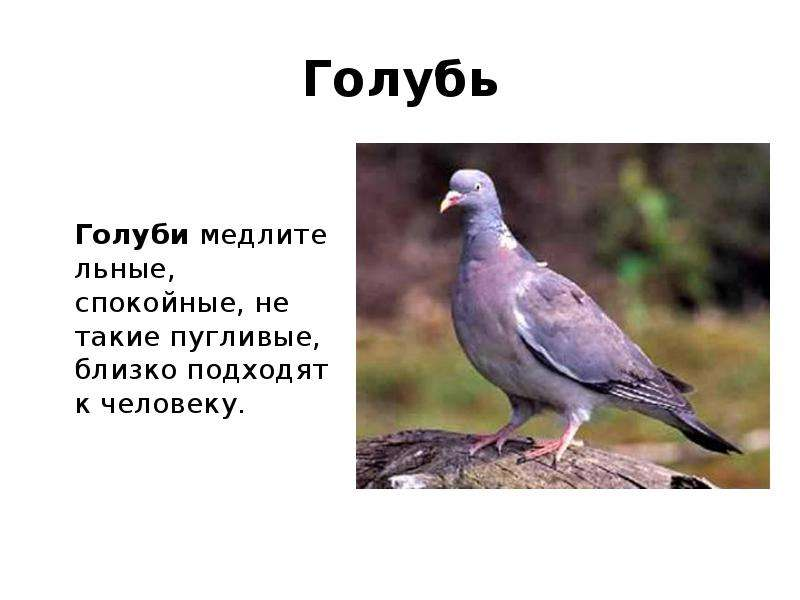 Голубь
Голуби медлите
льные,
спокойные, не
такие пугливые,
близко подходят
к человеку.